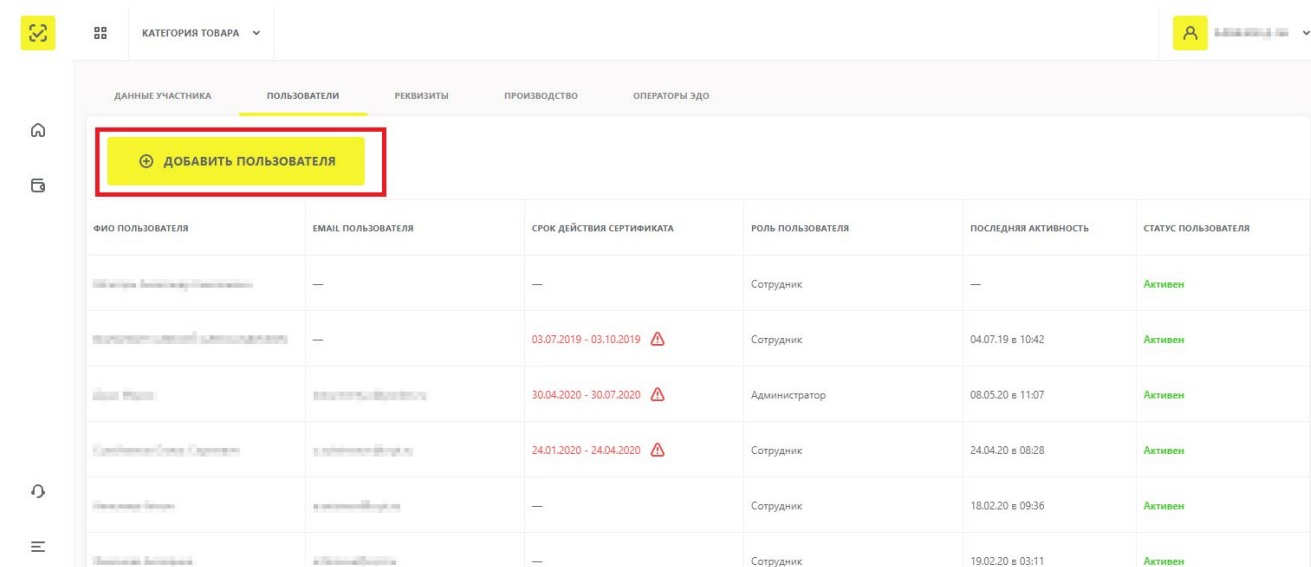 КАТЕГОРИЯ ТОВАРА
ДАННЫЕ УЧАСТНИКА ПОЛЬЗОВАТЕЛИ РЕКВИЗИТЫ ПРОИЗВОДСТВО ОПЕРАТОРЫ ЭДО
ДОБАВИТЬ ПОЛЬЗОВАТЕЛЯ
ФИО ПОЛЬЗОВАТЕЛЯ EMAIL ПОЛЬЗОВАТЕЛЯ СРОК ДЕЙСТВИЯ СЕРТИФИКАТА РОЛЬ ПОЛЬЗОВАТЕЛЯ ПОСЛЕДНЯЯ АКТИВНОСТЬ СТАТУС ПОЛЬЗОВАТЕЛЯ
— — Сотрудник — Активен
— 03.07.2019 - 03.10.2019 Сотрудник 04.07.19 в 10:42 Активен
30.04.2020 - 30.07.2020 Администратор 08.05.20 в 11:07 Активен
24.01.2020 - 24.04.2020 Сотрудник 24.04.20 в 08:28 Активен
— Сотрудник 18.02.20 в 09:36 Активен
— Сотрудник 19.02.20 в 03:11 Активен